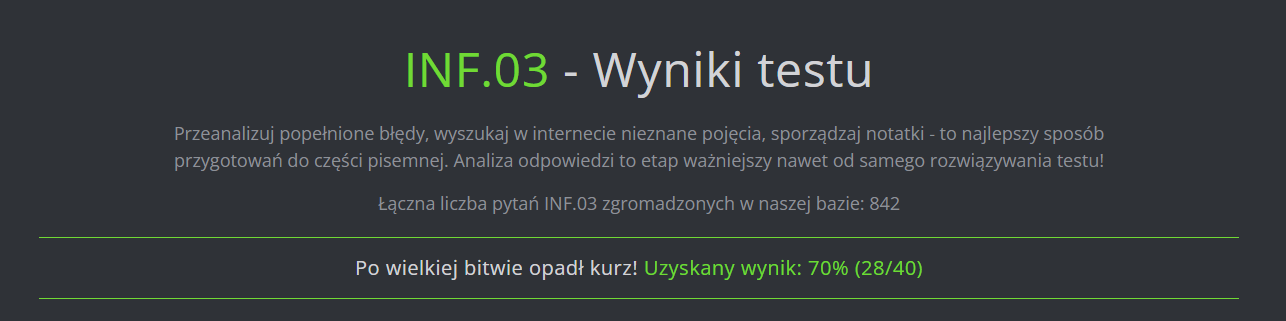 INF.03 - Wyniki testu
Przeanalizuj popełnione błędy, wyszukaj w internecie nieznane pojęcia, sporządzaj notatki - to najlepszy sposób
przygotowań do części pisemnej. Analiza odpowiedzi to etap ważniejszy nawet od samego rozwiązywania testu!
Łączna liczba pytań INF.03 zgromadzonych w naszej bazie: 842
Po wielkiej bitwie opadł kurz! Uzyskany wynik: 70% (28/40)